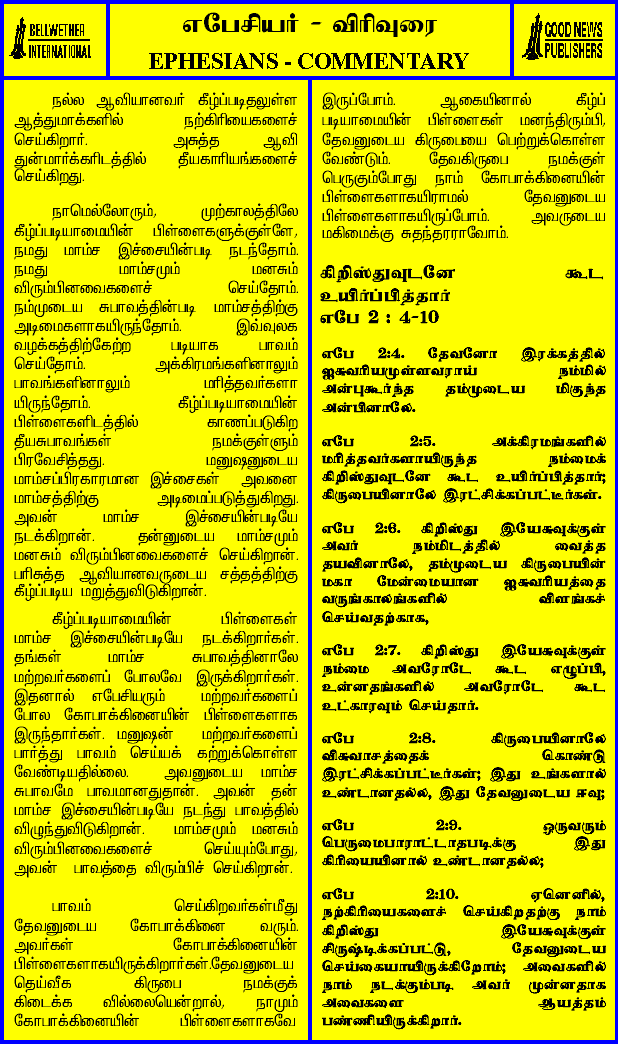 BELLWETHER
INTERNATIONAL
எபேசியர் - விரிவுரை
EPHESIANS - COMMENTARY
GOOD NEWS
PUBLISHERS
நல்ல ஆவியானவர் கீழ்ப்படிதலுள்ள
ஆத்துமாக்களில் நற்கிரியைகளைச்
செய்கிறார். அசுத்த ஆவி
துன்மார்க்கரிடத்தில் தீயகாரியங்களைச்
செய்கிறது.
நாமெல்லோரும், முற்காலத்திலே
கீழ்ப்படியாமையின் பிள்ளைகளுக்குள்ளே,
நமது மாம்ச இச்சையின்படி நடந்தோம்.
நமது மாம்சமும் மனசும்
விரும்பினவைகளைச் செய்தோம்.
நம்முடைய சுபாவத்தின்படி மாம்சத்திற்கு
அடிமைகளாகயிருந்தோம். இவ்வுலக
வழக்கத்திற்கேற்ற படியாக பாவம்
செய்தோம். அக்கிரமங்களினாலும்
பாவங்களினாலும் மரித்தவர்களா
யிருந்தோம். கீழ்ப்படியாமையின்
பிள்ளைகளிடத்தில் காணப்படுகிற
தீயசுபாவங்கள் நமக்குள்ளும்
பிரவேசித்தது. மனுஷனுடைய
மாம்சப்பிரகாரமான இச்சைகள் அவனை
மாம்சத்திற்கு அடிமைப்படுத்துகிறது.
அவன் மாம்ச இச்சையின்படியே
நடக்கிறான். தன்னுடைய மாம்சமும்
மனசும் விரும்பினவைகளைச் செய்கிறான்.
பரிசுத்த ஆவியானவருடைய சத்தத்திற்கு
கீழ்ப்படிய மறுத்துவிடுகிறான்.
கீழ்ப்படியாமையின் பிள்ளைகள்
மாம்ச இச்சையின்படியே நடக்கிறார்கள்.
தங்கள் மாம்ச சுபாவத்தினாலே
மற்றவர்களைப் போலவே இருக்கிறார்கள்.
இதனால் எபேசியரும் மற்றவர்களைப்
போல கோபாக்கினையின் பிள்ளைகளாக
இருந்தார்கள். மனுஷன் மற்றவர்களைப்
பார்த்து பாவம் செய்யக் கற்றுக்கொள்ள
வேண்டியதில்லை. அவனுடைய மாம்ச
சுபாவமே பாவமானதுதான். அவன் தன்
மாம்ச இச்சையின்படியே நடந்து பாவத்தில்
விழுந்துவிடுகிறான். மாம்சமும் மனசும்
விரும்பினவைகளைச் செய்யும்போது,
அவன் பாவத்தை விரும்பிச் செய்கிறான்.
பாவம் செய்கிறவர்கள்மீது
தேவனுடைய கோபாக்கினை வரும்.
அவர்கள் கோபாக்கினையின்
பிள்ளைகளாகயிருக்கிறார்கள்.தேவனுடைய
தெய்வீக கிருபை நமக்குக்
கிடைக்க வில்லையென்றால், நாமும்
கோபாக்கினையின் பிள்ளைகளாகவே
இருப்போம். ஆகையினால் கீழ்ப்
படியாமையின் பிள்ளைகள் மனந்திரும்பி,
தேவனுடைய கிருபையை பெற்றுக்கொள்ள
வேண்டும். தேவகிருபை நமக்குள்
பெருகும்போது நாம் கோபாக்கினையின்
பிள்ளைகளாகயிராமல் தேவனுடைய
பிள்ளைகளாகயிருப்போம். அவருடைய
மகிமைக்கு சுதந்தரராவோம்.
கிறிஸ்துவுடனே கூட
உயிர்ப்பித்தார்
எபே 2 : 4-10
எபே 2:4. தேவனோ இரக்கத்தில்
ஐசுவரியமுள்ளவராய் நம்மில்
அன்புகூர்ந்த தம்முடைய மிகுந்த
அன்பினாலே.
எபே 2:5. அக்கிரமங்களில்
மரித்தவர்களாயிருந்த நம்மைக்
கிறிஸ்துவுடனே கூட உயிர்ப்பித்தார்;
கிருபையினாலே இரட்சிக்கப்பட்டீர்கள்.
எபே 2:6. கிறிஸ்து இயேசுவுக்குள்
அவர் நம்மிடத்தில் வைத்த
தயவினாலே, தம்முடைய கிருபையின்
மகா மேன்மையான ஐசுவரியத்தை
வருங்காலங்களில் விளங்கச்
செய்வதற்காக,
எபே 2:7. கிறிஸ்து இயேசுவுக்குள்
நம்மை அவரோடே கூட எழுப்பி,
உன்னதங்களில் அவரோடே கூட
உட்காரவும் செய்தார்.
எபே 2:8. கிருபையினாலே
விசுவாசத்தைக் கொண்டு
இரட்சிக்கப்பட்டீர்கள்; இது உங்களால்
உண்டானதல்ல, இது தேவனுடைய ஈவு;
எபே 2:9. ஒருவரும்
பெருமைபாராட்டாதபடிக்கு இது
கிரியையினால் உண்டானதல்ல;
எபே 2:10. ஏனெனில்,
நற்கிரியைகளைச் செய்கிறதற்கு நாம்
கிறிஸ்து இயேசுவுக்குள்
சிருஷ்டிக்கப்பட்டு, தேவனுடைய
செய்கையாயிருக்கிறோம்; அவைகளில்
நாம் நடக்கும்படி அவர் முன்னதாக
அவைகளை ஆயத்தம்
பண்ணியிருக்கிறார்.